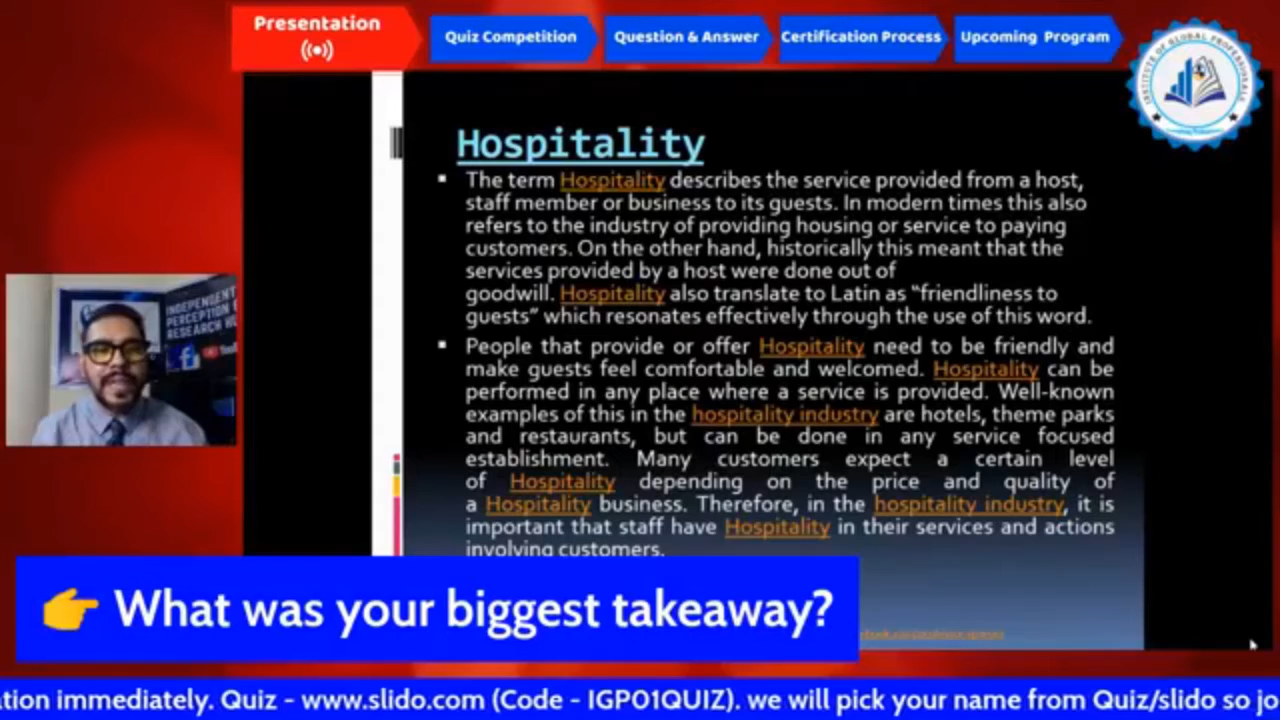 Presentation
Quiz Competition
Question & Answer
Certification Process
Upcoming Program
INSTITUTE OF GLOBAL PROFESSIONALS
Hospitality
▪ The term Hospitality describes the service provided from a host,
staff member or business to its guests. In modern times this also
refers to the industry of providing housing or service to paying
customers. On the other hand, historically this meant that the
services provided by a host were done out of
goodwill. Hospitality also translate to Latin as “friendliness to
guests” which resonates effectively through the use of this word.
▪ People that provide or offer Hospitality need to be friendly and
make guests feel comfortable and welcomed. Hospitality can be
performed in any place where a service is provided. Well-known
examples of this in the hospitality industry are hotels, theme parks
and restaurants, but can be done in any service focused
establishment. Many customers expect a certain level
of Hospitality depending on the price and quality of
a Hospitality business. Therefore, in the hospitality industry, it is
important that staff have Hospitality in their services and actions
involving customers.
INDEPENDENT
PERCEPTION
RESEARCH
👉 What was your biggest takeaway?
ation immediately. Quiz - www.slido.com (Code - IGP01QUIZ). we will pick your name from Quiz/slido so jo